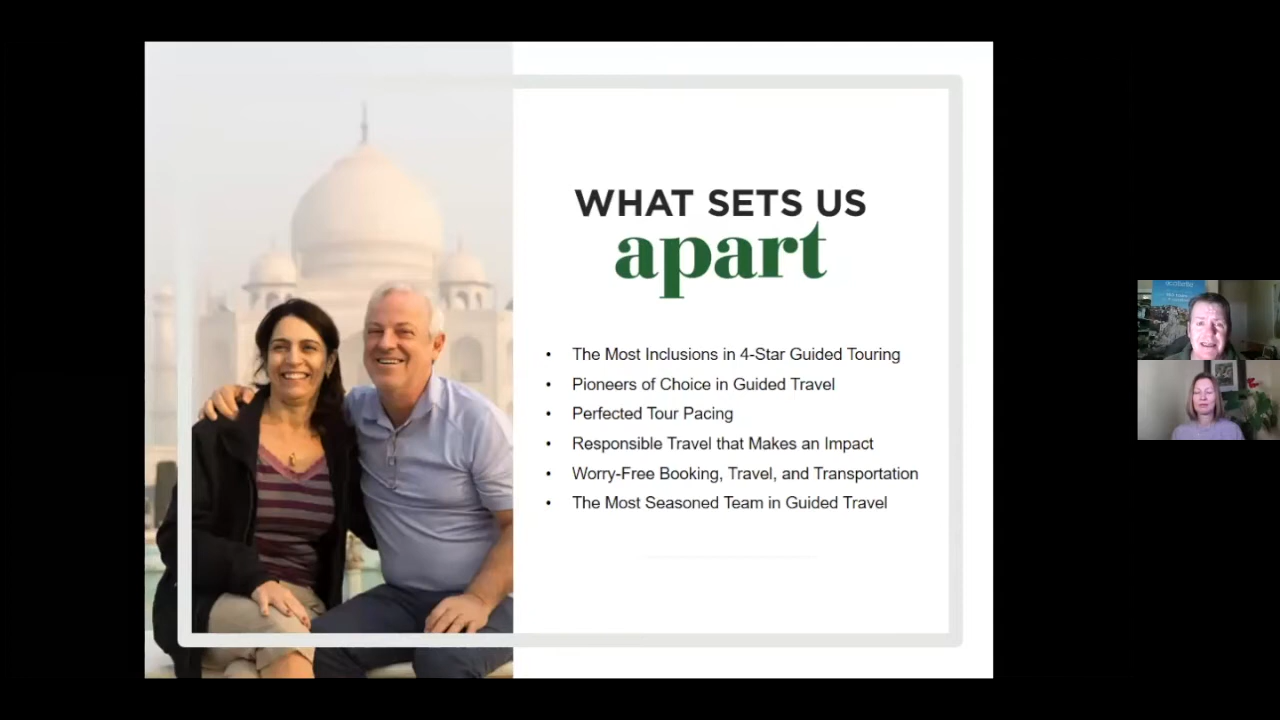 WHAT SETS US
apart
• The Most Inclusions in 4-Star Guided Touring
• Pioneers of Choice in Guided Travel
• Perfected Tour Pacing
• Responsible Travel that Makes an Impact
• Worry-Free Booking, Travel, and Transportation
• The Most Seasoned Team in Guided Travel